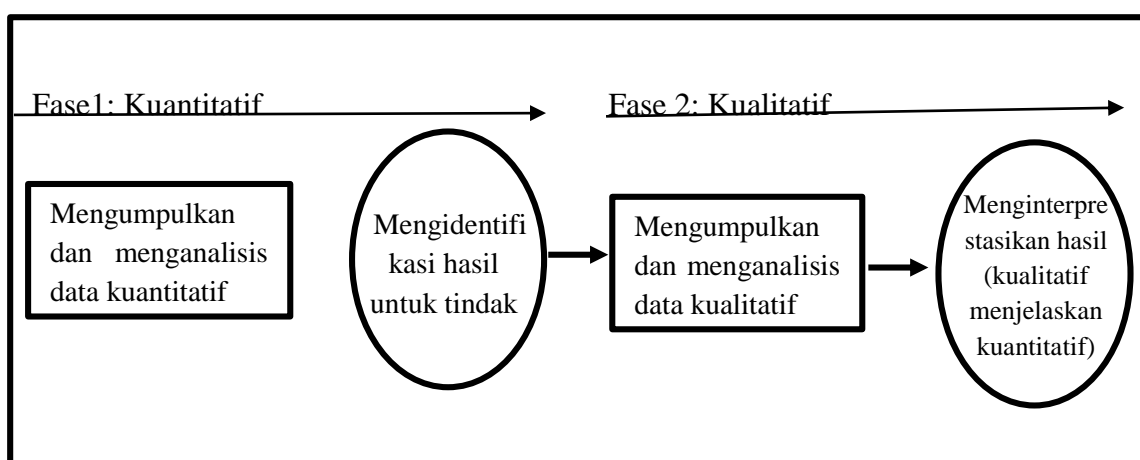 Fase1: Kuantitatif
Fase 2: Kualitatif
Mengumpulkan
dan menganalisis
data kuantitatif
Mengidentifi
kasi hasil
untuk tindak
Mengumpulkan
dan menganalisis
data kualitatif
Menginterpre
stasikan hasil
(kualitatif
menjelaskan
kuantitatif)